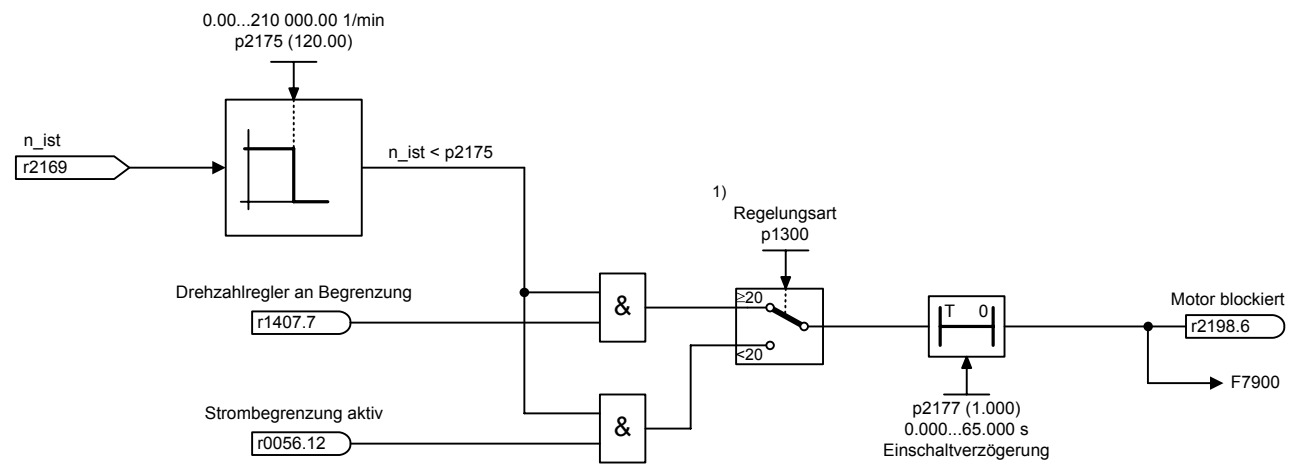 0.00...210 000.00 1/min
p2175 (120.00)
n_ist
r2169
n_ist < p2175
1)
Regelungsart
p1300
Drehzahlregler an Begrenzung
r1407.7
&
≥20
<20
T 0
Motor blockiert
r2198.6
F7900
Strombegrenzung aktiv
r0056.12
&
p2177 (1.000)
0.000...65.000 s
Einschaltverzögerung